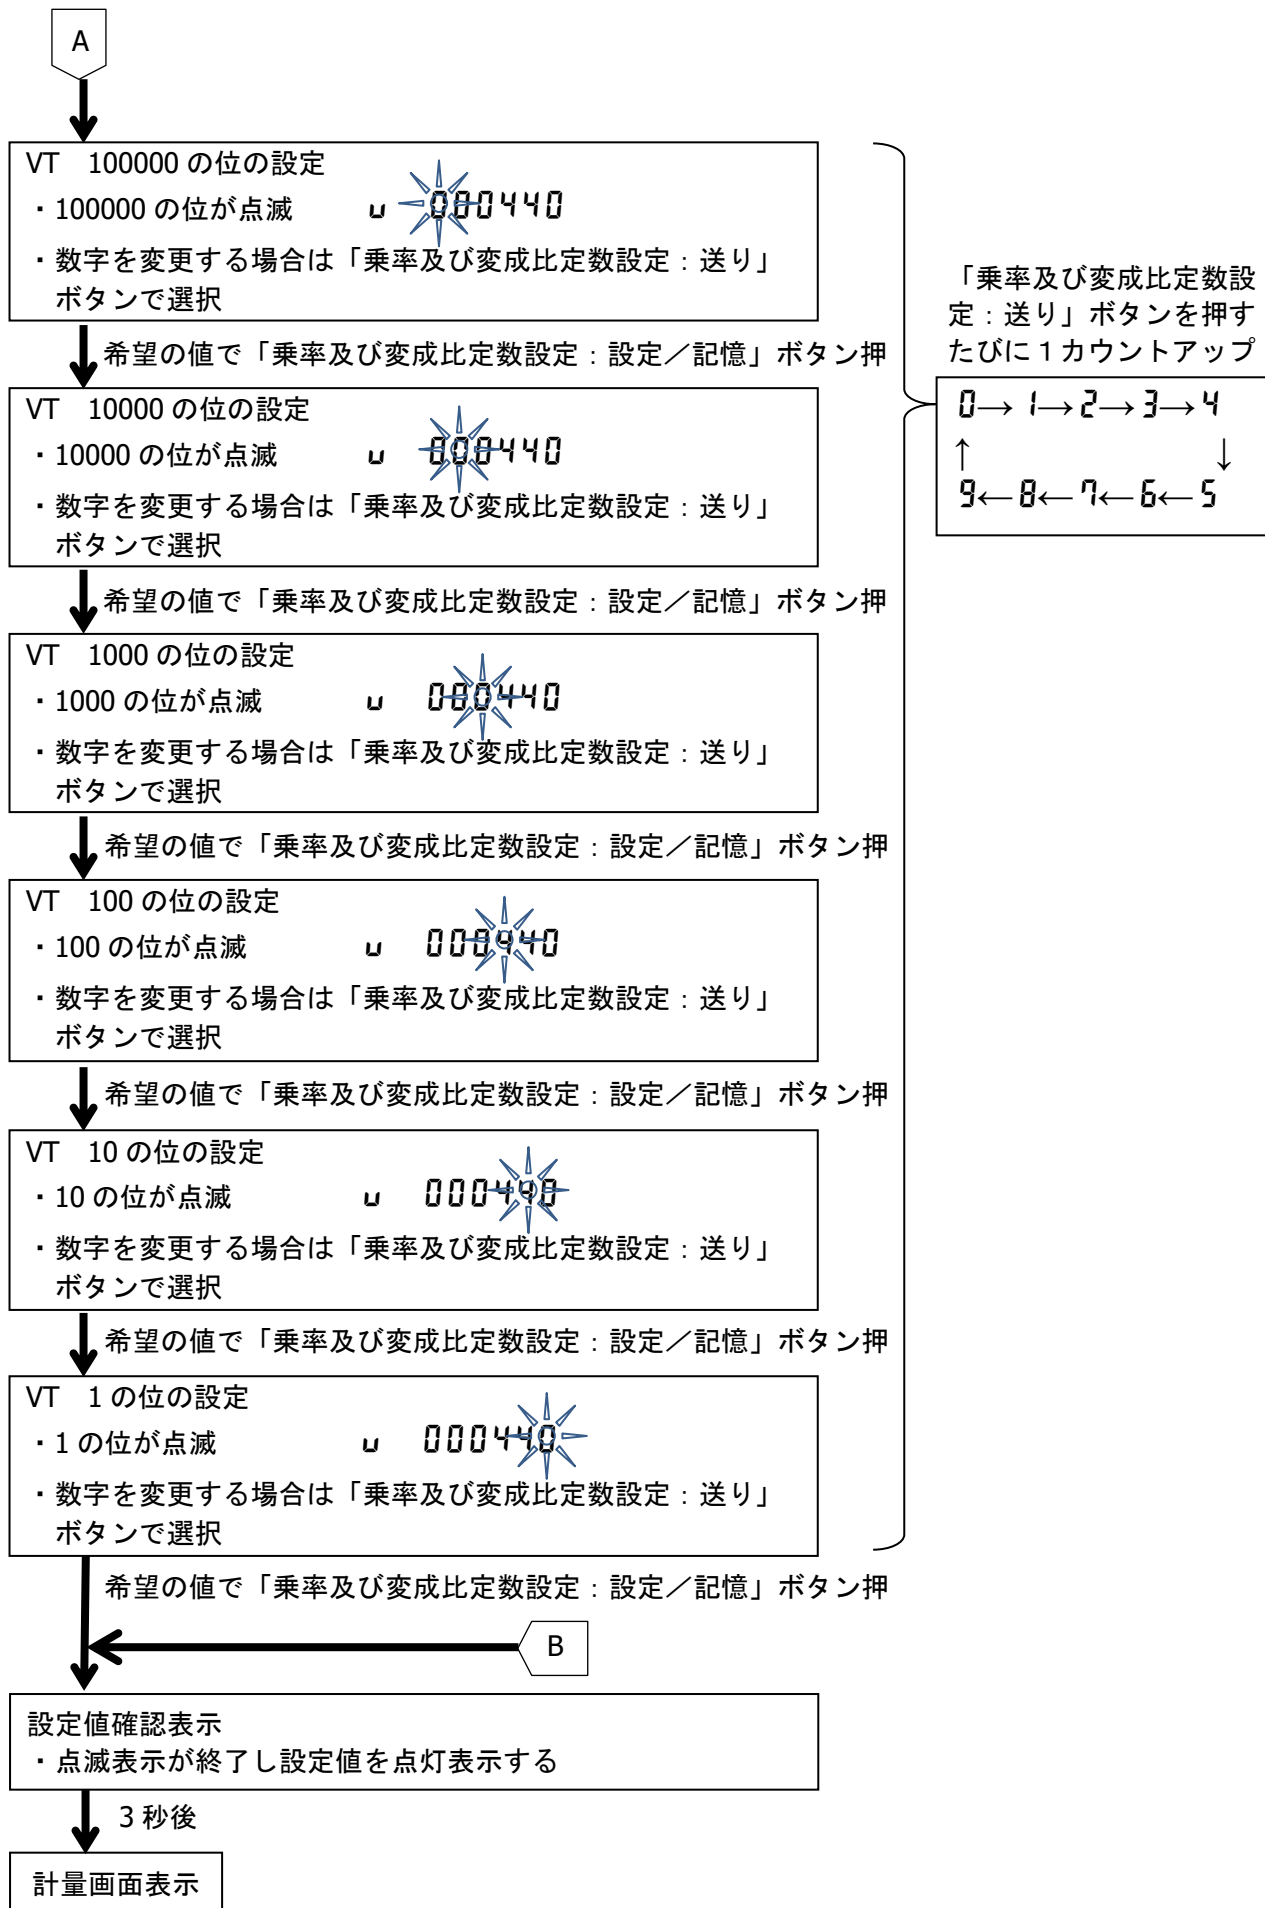 A
VT 100000 の位の設定
・100000 の位が点滅 u 000440
・数字を変更する場合は「乗率及び変成比定数設定：送り」
ボタンで選択
希望の値で「乗率及び変成比定数設定：設定／記憶」ボタン押
VT 10000 の位の設定
・10000 の位が点滅 u 000440
・数字を変更する場合は「乗率及び変成比定数設定：送り」
ボタンで選択
希望の値で「乗率及び変成比定数設定：設定／記憶」ボタン押
VT 1000 の位の設定
・1000 の位が点滅 u 000440
・数字を変更する場合は「乗率及び変成比定数設定：送り」
ボタンで選択
希望の値で「乗率及び変成比定数設定：設定／記憶」ボタン押
VT 100 の位の設定
・100 の位が点滅 u 000440
・数字を変更する場合は「乗率及び変成比定数設定：送り」
ボタンで選択
希望の値で「乗率及び変成比定数設定：設定／記憶」ボタン押
VT 10 の位の設定
・10 の位が点滅 u 000440
・数字を変更する場合は「乗率及び変成比定数設定：送り」
ボタンで選択
希望の値で「乗率及び変成比定数設定：設定／記憶」ボタン押
VT 1 の位の設定
・1 の位が点滅 u 000440
・数字を変更する場合は「乗率及び変成比定数設定：送り」
ボタンで選択
希望の値で「乗率及び変成比定数設定：設定／記憶」ボタン押
B
設定値確認表示
・点滅表示が終了し設定値を点灯表示する
3 秒後
計量画面表示
「乗率及び変成比定数設
定：送り」ボタンを押す
たびに１カウントアップ
0→1→2→3→4
↑ ↓
9←8←7←6←5